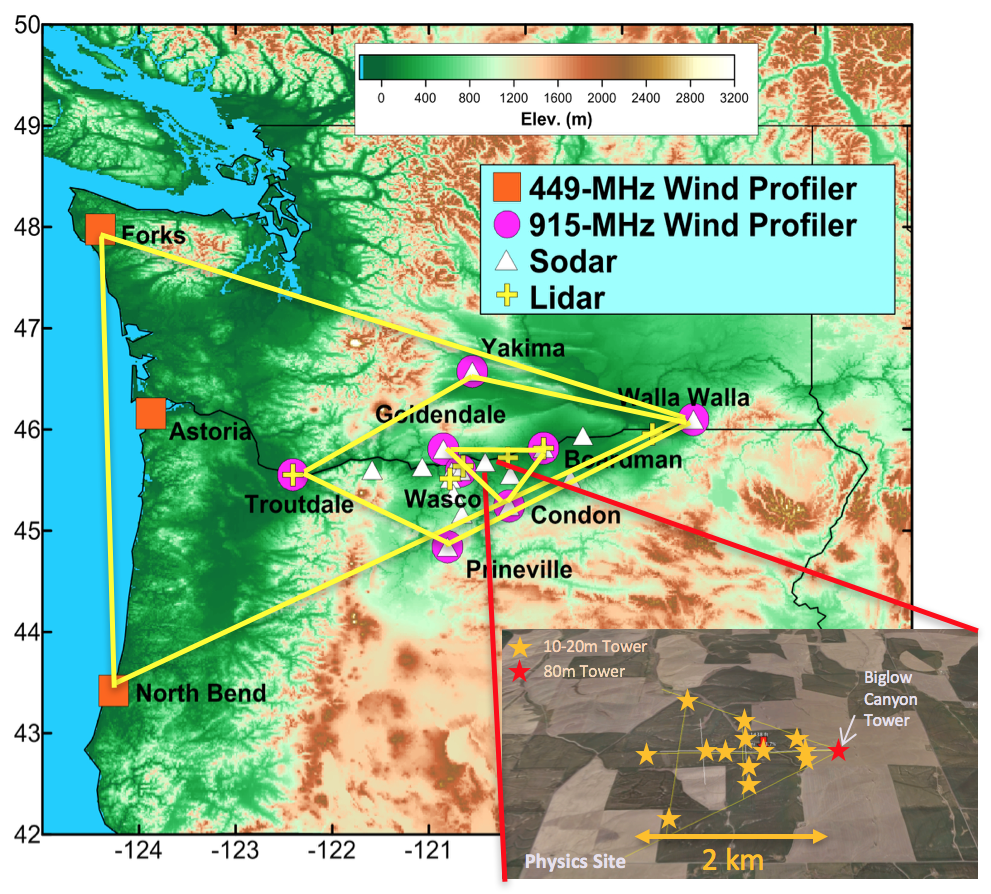 50
49
48
47
46
45
44
43
42
0 400 800 1200 1600 2000 2400 2800 3200
Elev. (m)
449-MHz Wind Profiler
915-MHz Wind Profiler
Sodar
Lidar
Forks
Yakima
Walla Walla
Goldendale
Astoria
Boardman
Troutdale
Wasco
Condon
Prineville
North Bend
-124 -123 -122 -121
10-20m Tower
80m Tower
Biglow
Canyon
Tower
2 km
Physics Site